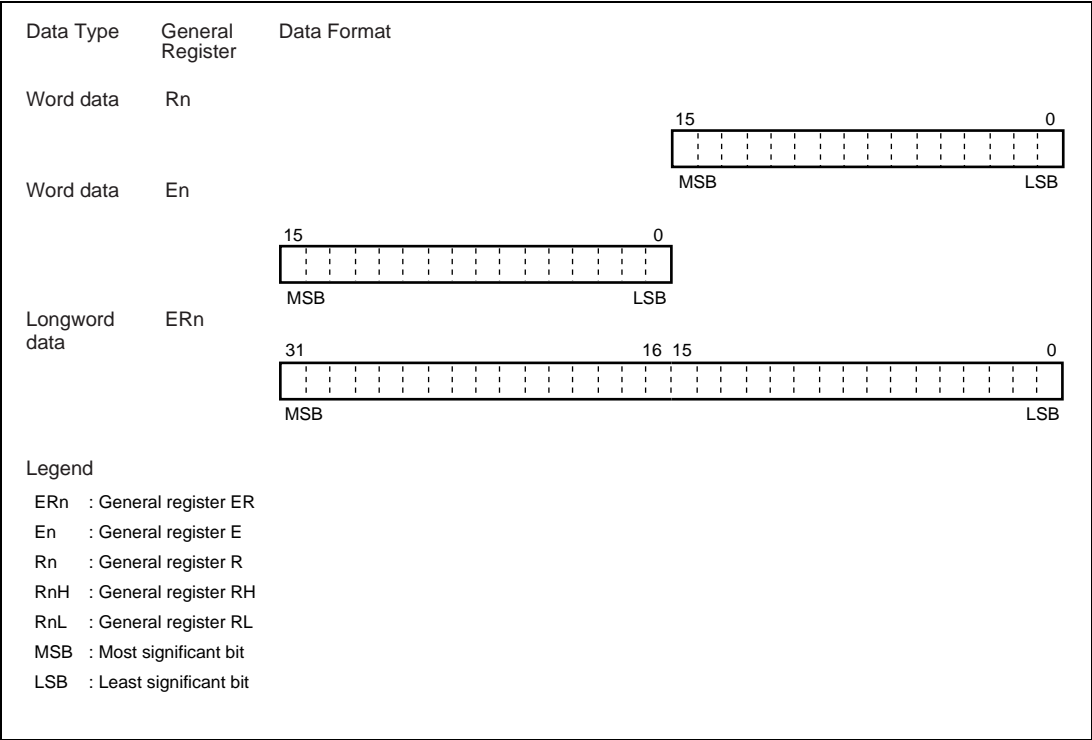 Data Type General Register Data Format
Word data Rn
15 0
MSB LSB
Word data En
15 0
MSB LSB
Longword data ERn
31 16 15 0
MSB LSB
Legend
ERn : General register ER
En : General register E
Rn : General register R
RnH : General register RH
RnL : General register RL
MSB : Most significant bit
LSB : Least significant bit